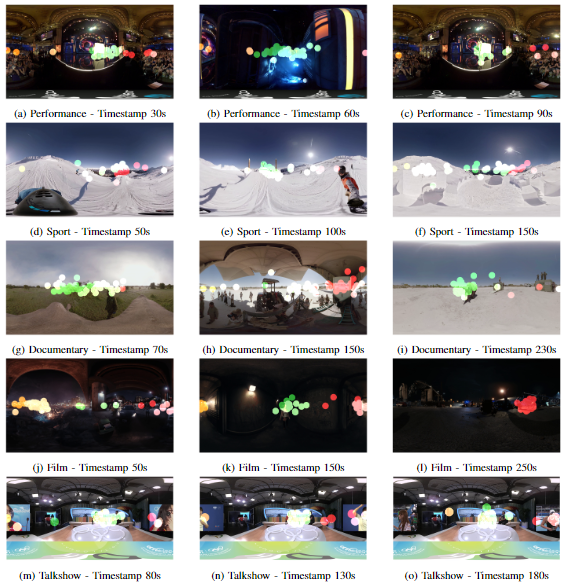 (a) Performance - Timestamp 30s
(b) Performance - Timestamp 60s
(c) Performance - Timestamp 90s
(d) Sport - Timestamp 50s
(e) Sport - Timestamp 100s
(f) Sport - Timestamp 150s
(g) Documentary - Timestamp 70s
(h) Documentary - Timestamp 150s
(i) Documentary - Timestamp 230s
(j) Film - Timestamp 50s
(k) Film - Timestamp 150s
(l) Film - Timestamp 250s
(m) Talkshow - Timestamp 80s
(n) Talkshow - Timestamp 130s
(o) Talkshow - Timestamp 180s